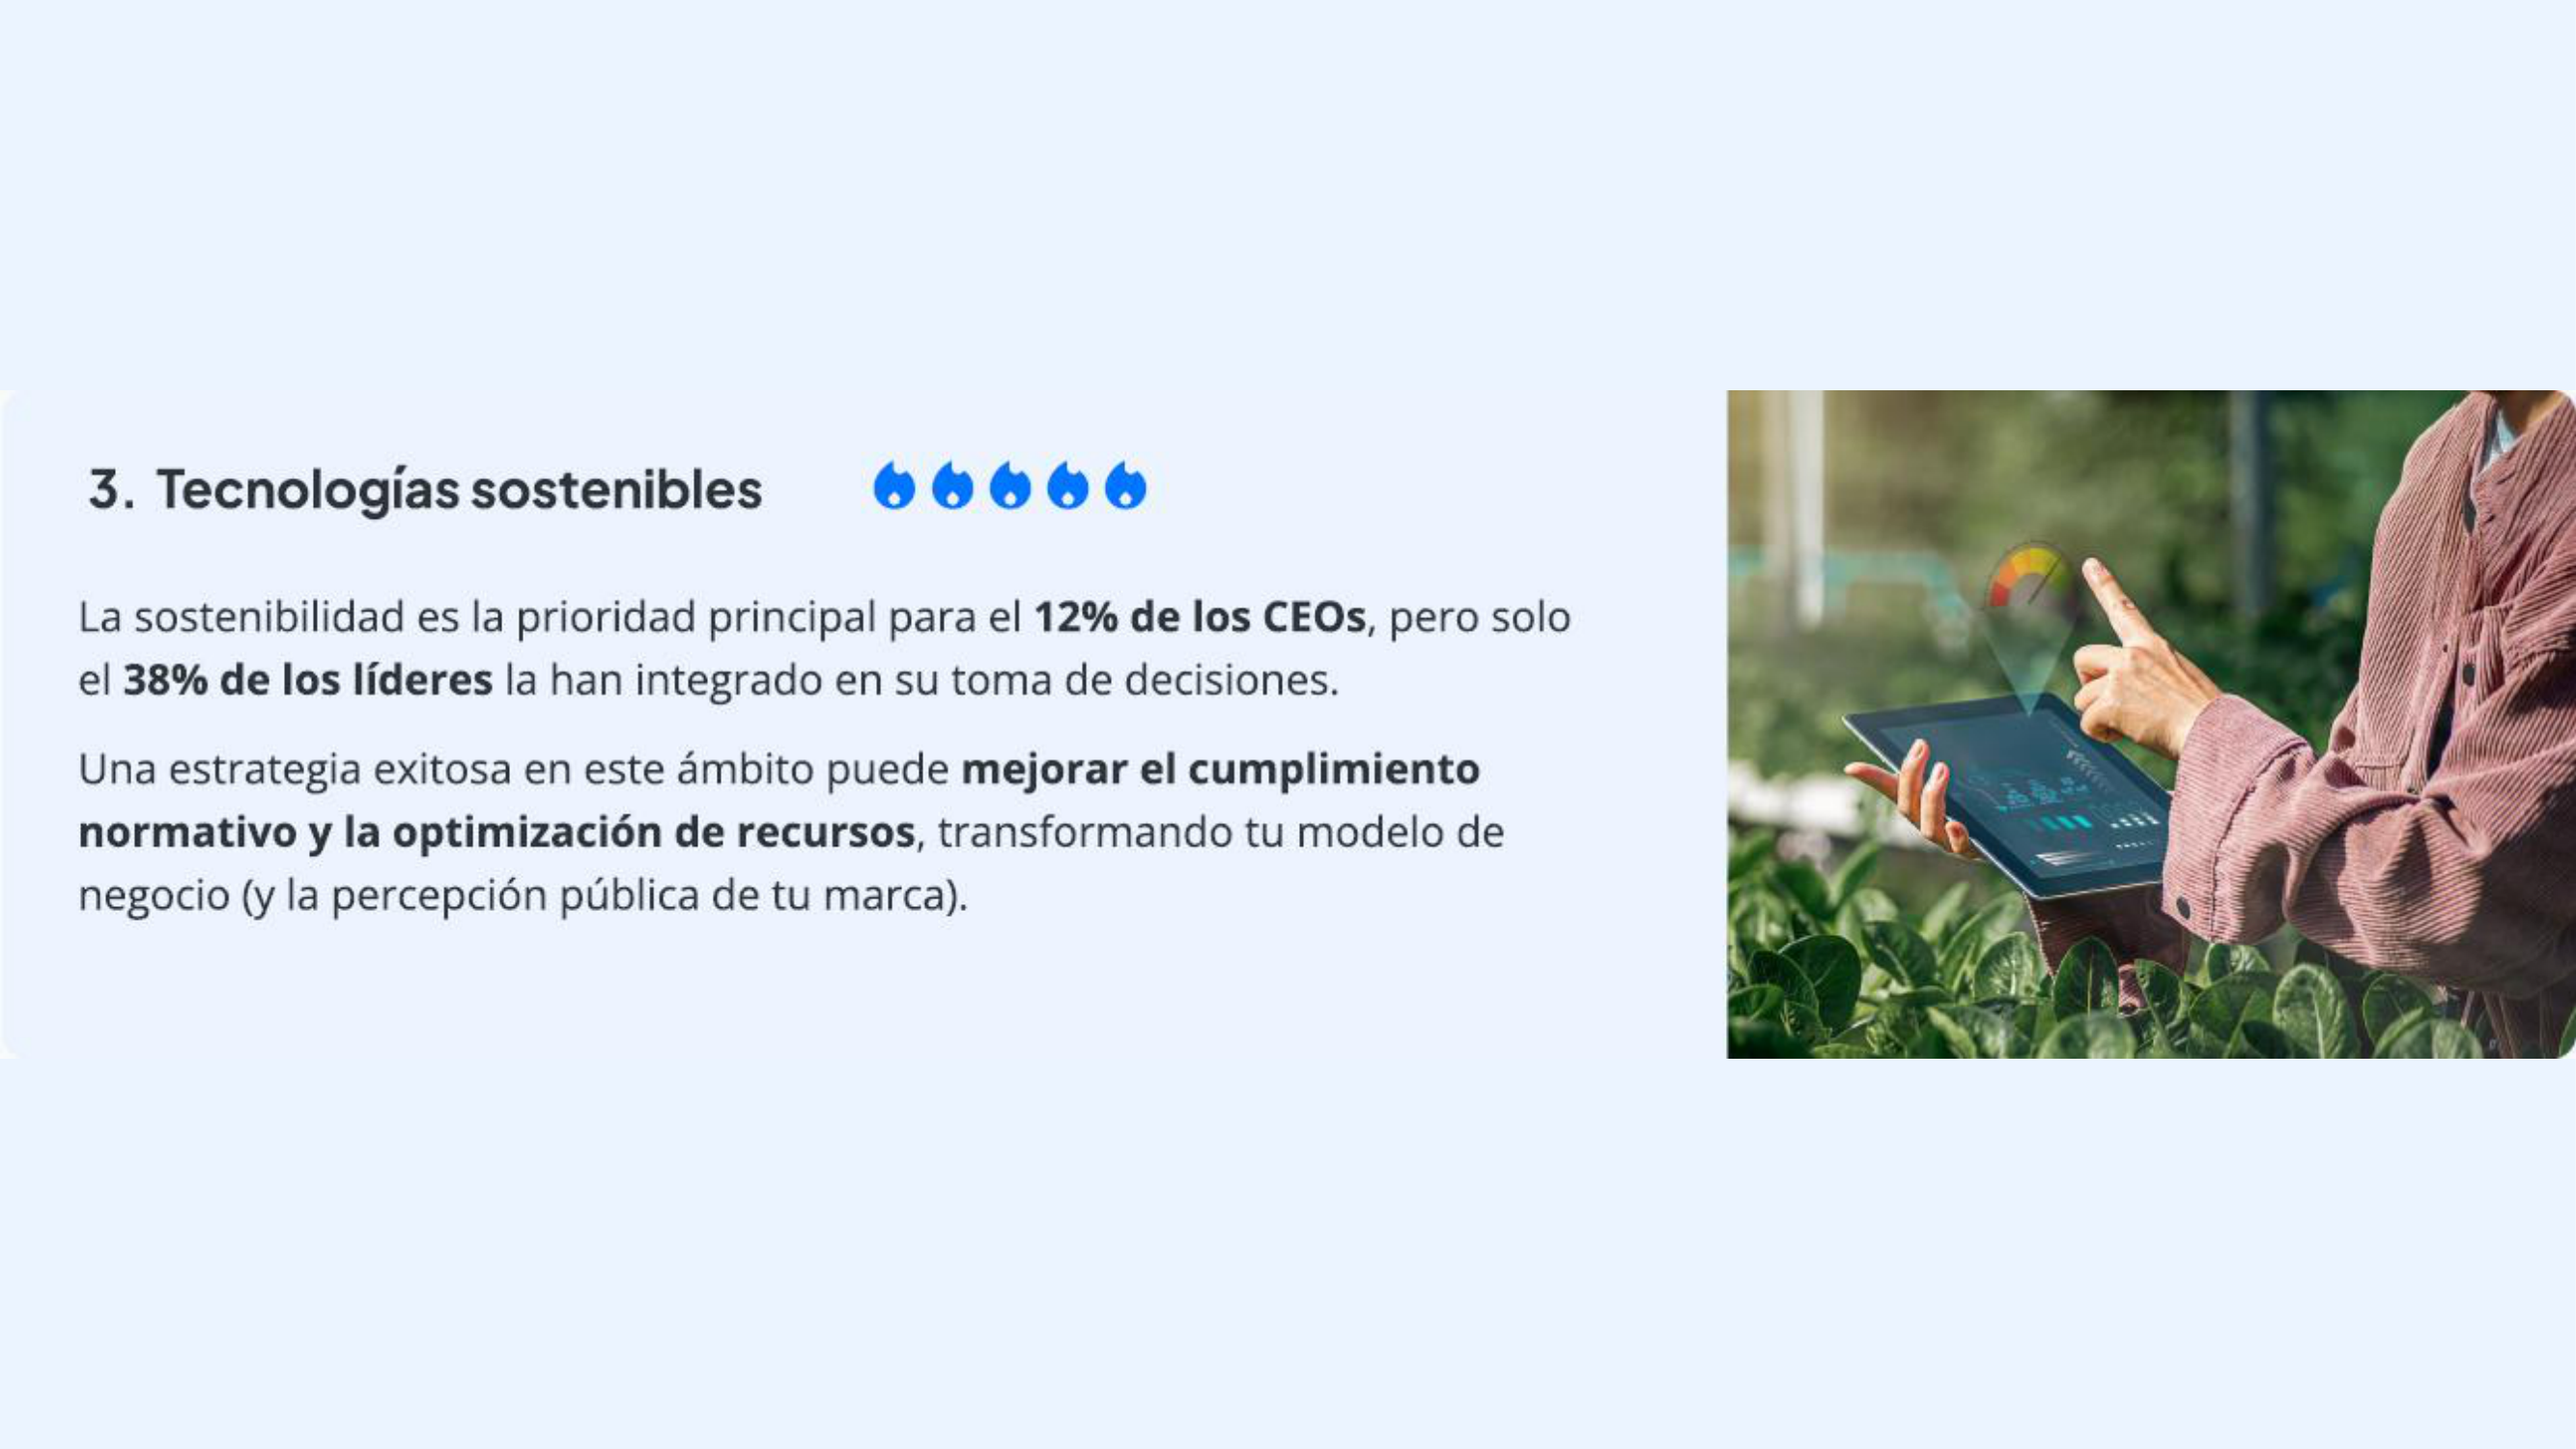 3. Tecnologías sostenibles
La sostenibilidad es la prioridad principal para el 12% de los CEOs, pero solo
el 38% de los líderes la han integrado en su toma de decisiones.
Una estrategia exitosa en este ámbito puede mejorar el cumplimiento
normativo y la optimización de recursos, transformando tu modelo de
negocio (y la percepción pública de tu marca).